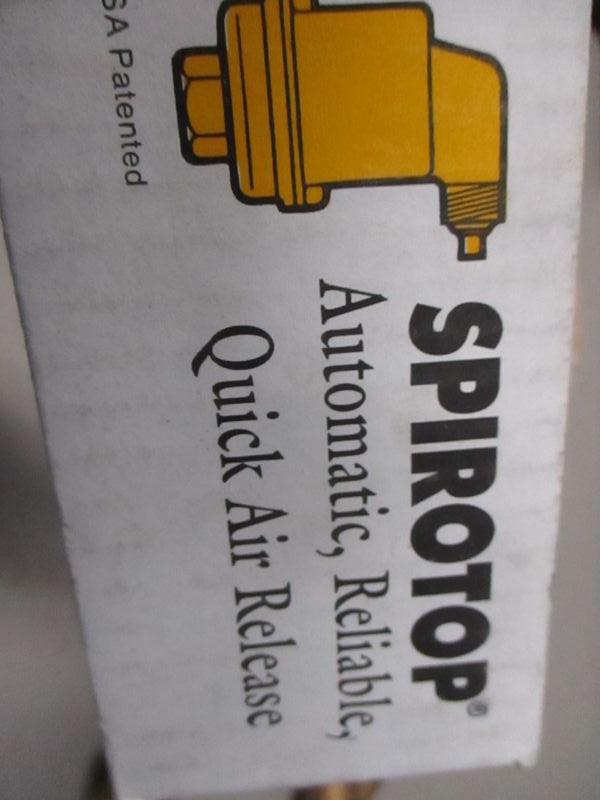 SPIROTOP®
Automatic, Reliable,
Quick Air Release
SA Patented